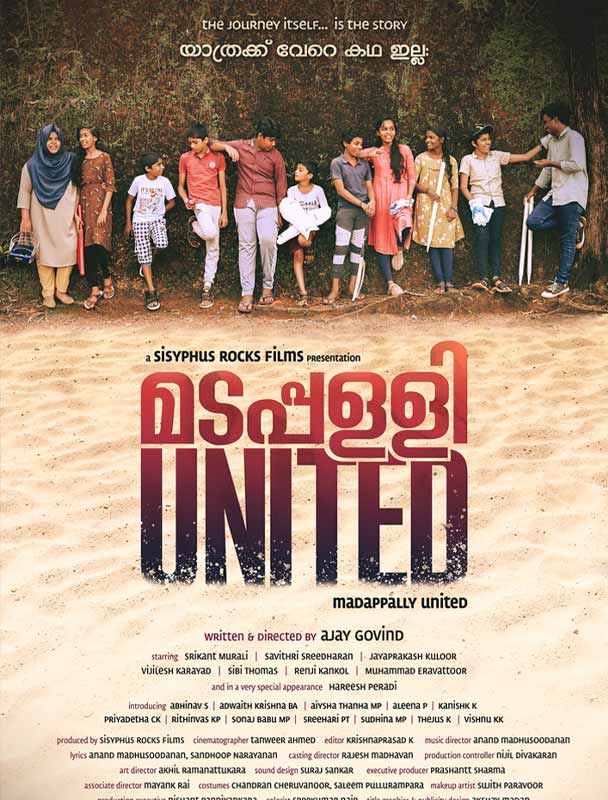 THE JOURNEY ITSELF... IS THE STORY
യാത്രക്ക് വേറെ കഥ ഇല്ല:
a SISYPHUS ROCKS FILMS PRESENTATION
മടപ്പള്ളി
UNITED
MADAPPALLY UNITED
WRITTEN & DIRECTED BY AJAY GOVIND
starring SRIKANT MURALI | SAVITHRI SREEDHARAN | JAYAPRAKASH KULOOR
VIJILESH KARAYAD | SIBI THOMAS | RENJI KANKOL | MUHAMMAD ERAVATTOOR
and in a very special appearance HAREESH PERADI
introducing ABHINAV S | ADWAITH KRISHNA BA | AIYSHA THANHA MP | ALEENA P | KANISHK K
PRIYADETHA CK | RITHINVAS KP | SONAJ BABU MP | SREEHARI PT | SUDHINA MP | THEJUS K | VISHNU KK
produced by SISYPHUS ROCKS FILMS cinematographer TANWEER AHMED editor KRISHNAPRASAD K music director ANAND MADHUSOODANAN
lyrics ANAND MADHUSOODANAN, SANDHOOP NARAYANAN casting director RAJESH MADHAVAN production controller NIJIL DIVAKARAN
art director AKHIL RAMANATTUKARA sound design SURAJ SANKAR executive producer PRASHANTT SHARMA
associate director MAYANK RAI costumes CHANDRAN CHERUVANOOR, SALEEM PULLURAMPARA makeup artist SUJITH PARAVOOR